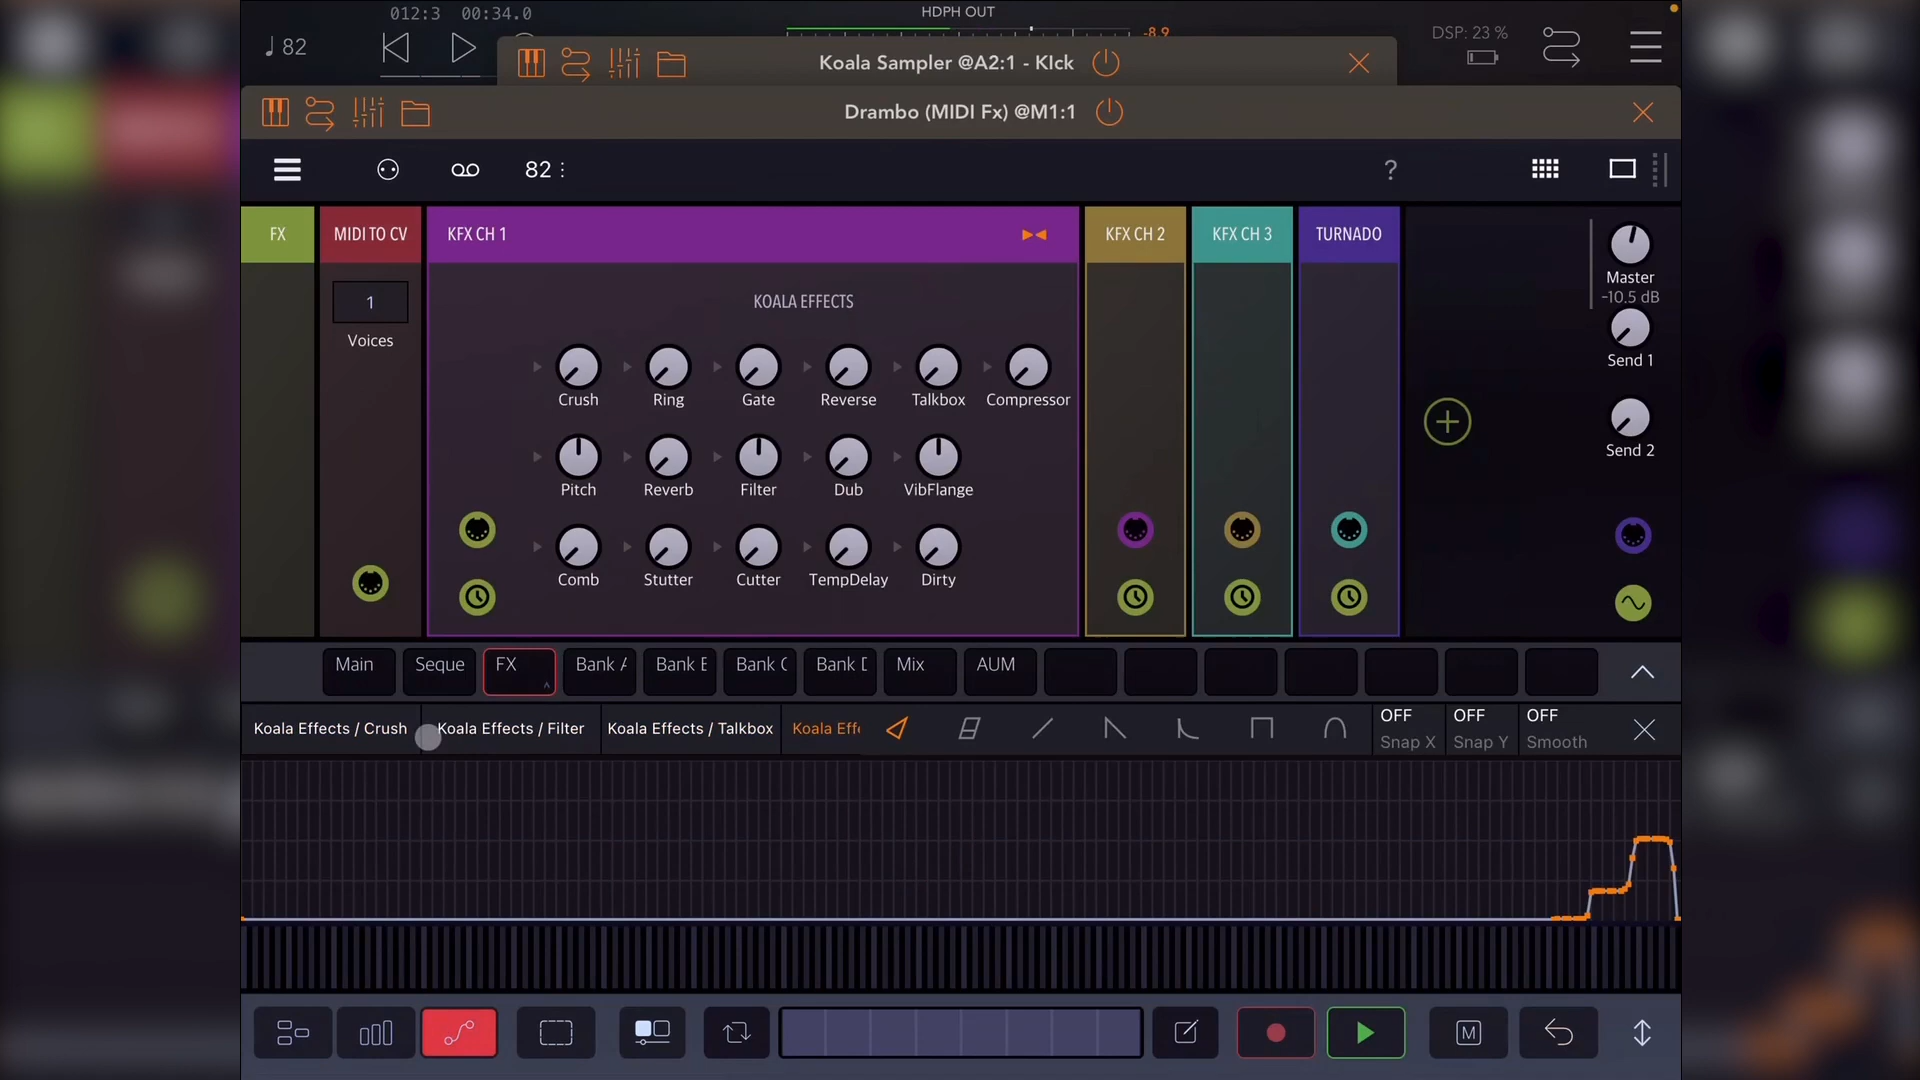 012:3 00:34.0
HDPH OUT
-8.9
DSP: 23 %
♩ 82
Koala Sampler @A2:1 - KIck
Drambo (MIDI Fx) @M1:1
82
?
FX
MIDI TO CV
KFX CH 1
KFX CH 2
KFX CH 3
TURNADO
1
Voices
KOALA EFFECTS
Crush
Ring
Gate
Reverse
Talkbox
Compressor
Pitch
Reverb
Filter
Dub
VibFlange
Comb
Stutter
Cutter
TempDelay
Dirty
Master
-10.5 dB
Send 1
Send 2
Main
Seque
FX
Bank A
Bank B
Bank C
Bank D
Mix
AUM
Koala Effects / Crush
Koala Effects / Filter
Koala Effects / Talkbox
Koala Effe
OFF
Snap X
OFF
Snap Y
OFF
Smooth
M